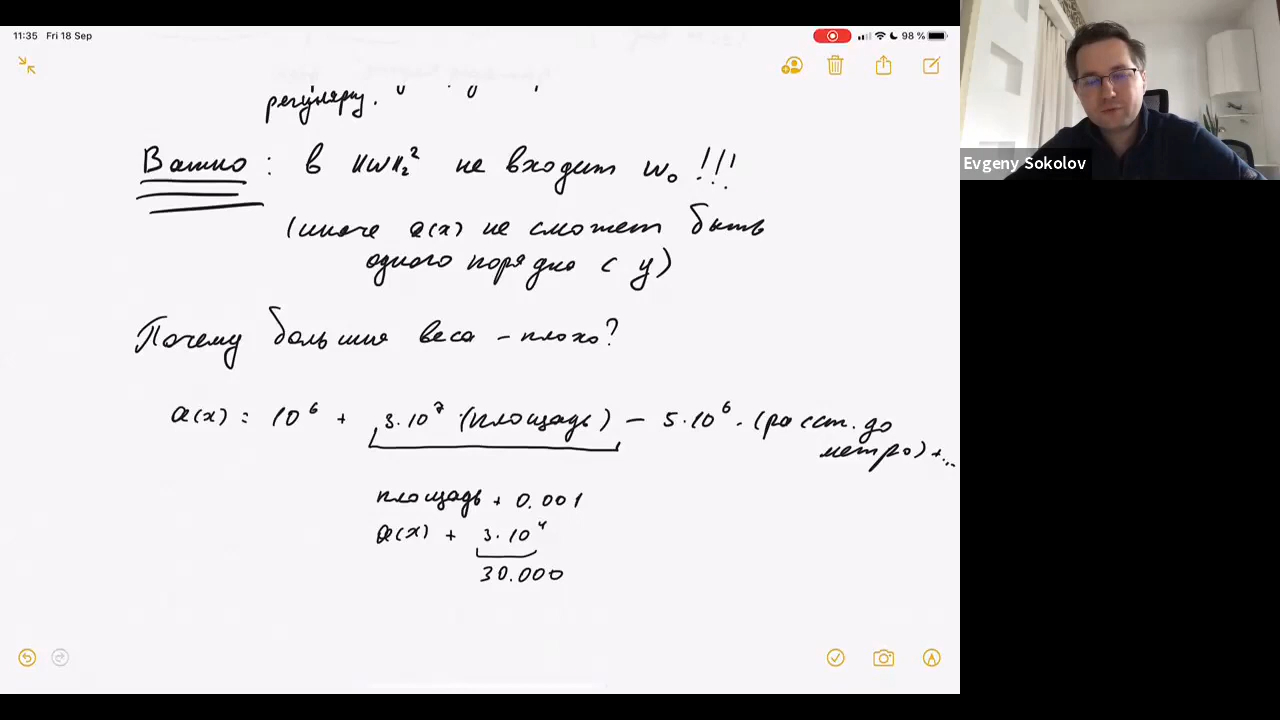 11:35 Fri 18 Sep
98 %
регуляриз.
Важно : в ||w||₂² не входит w₀ !!!
(иначе a(x) не сможет быть
одного порядка с y)
Почему большие веса – плохо?
a(x) = 10⁶ + 3·10⁷ · (площадь) – 5·10⁶ · (расст. до
метро) + ...
площадь + 0.001
a(x) + 3·10⁴
30.000
Evgeny Sokolov